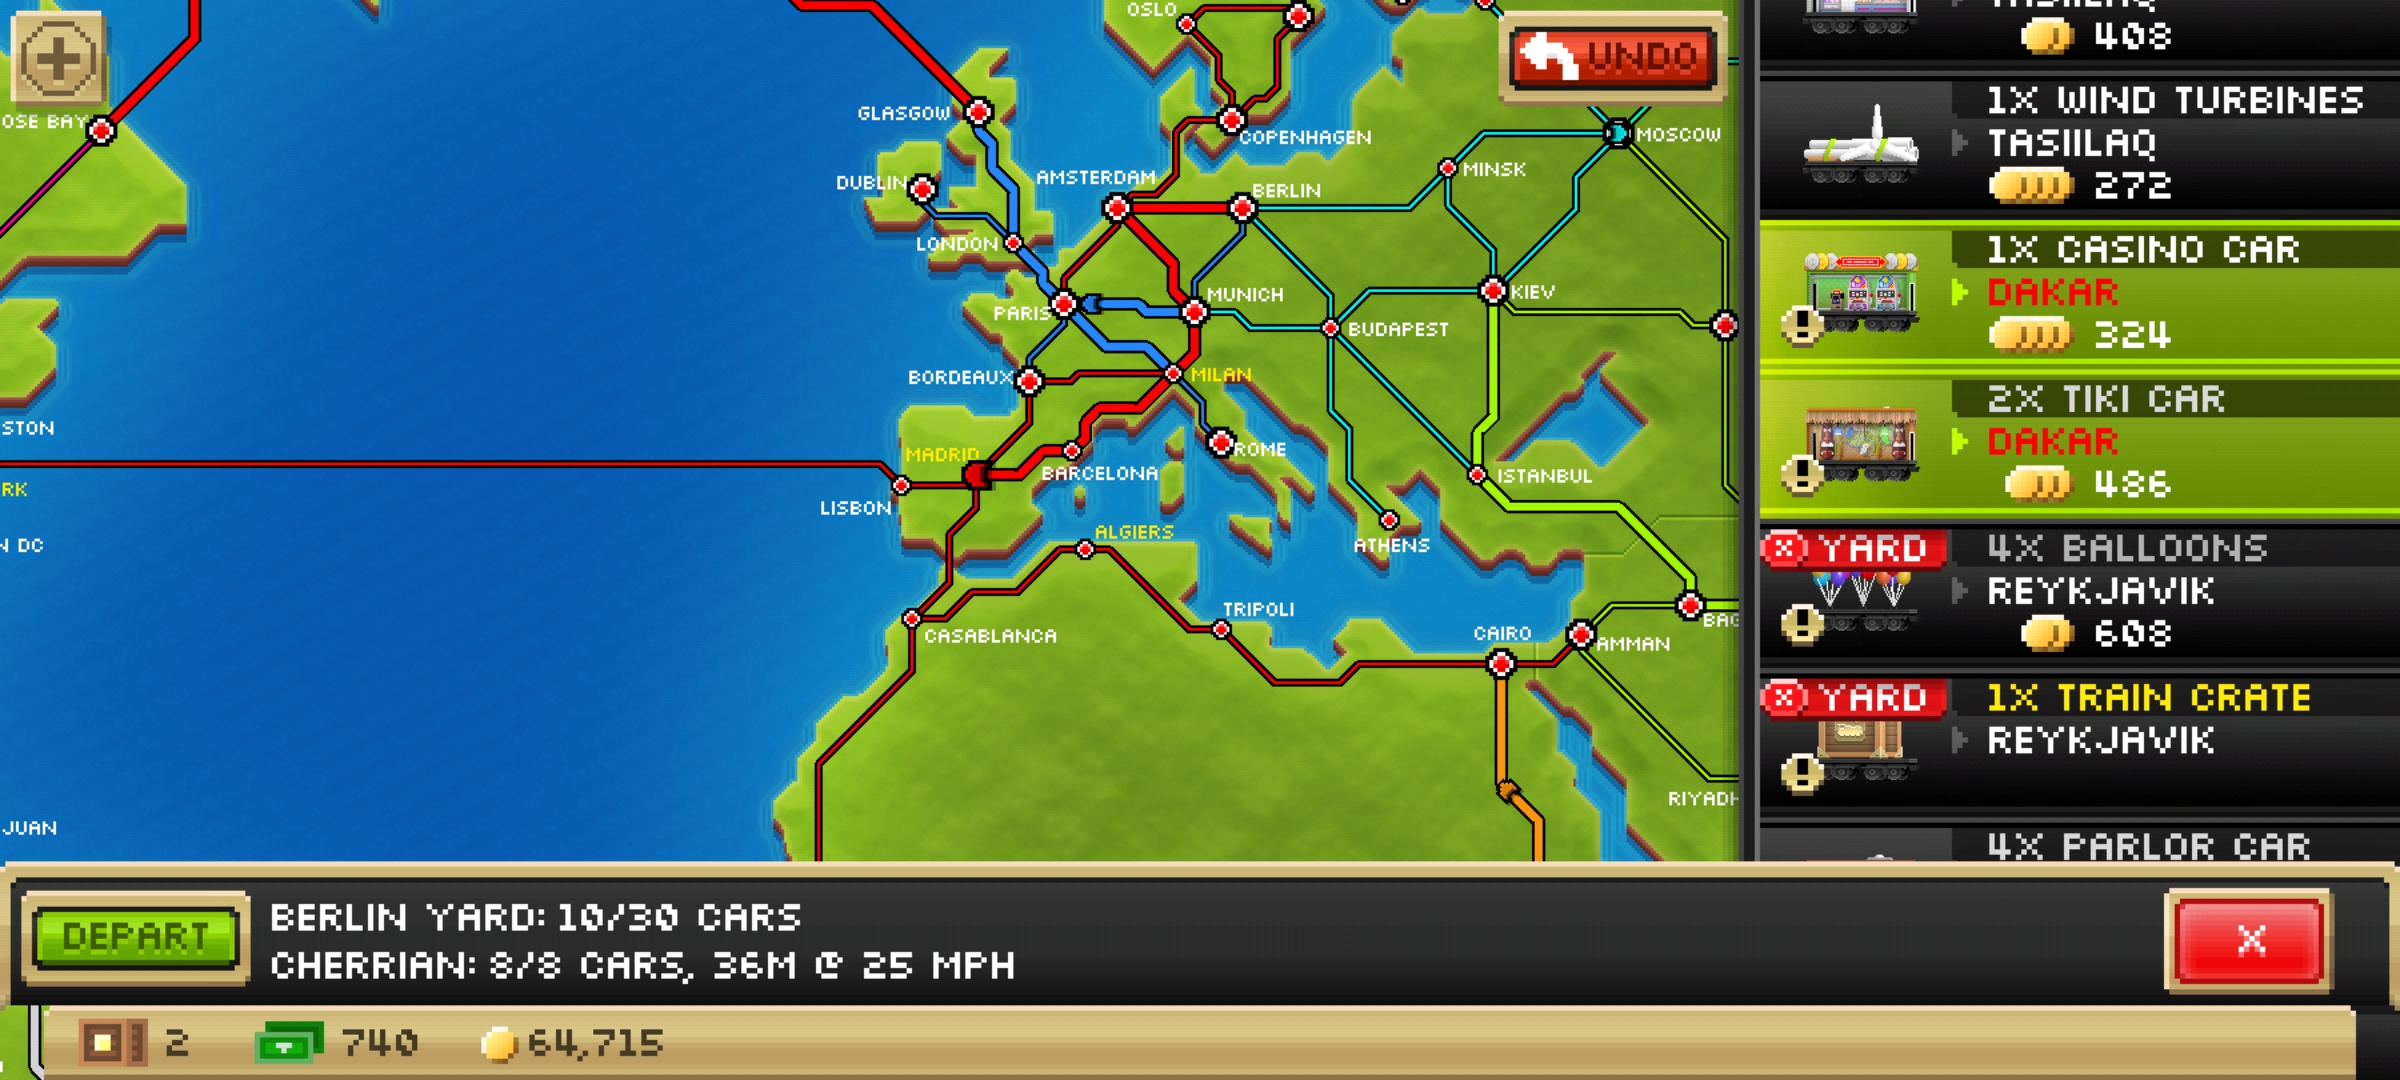 OSLO
UNDO
GLASGOW
COPENHAGEN
MOSCOW
OSE BAY
MINSK
DUBLIN
AMSTERDAM
BERLIN
LONDON
PARIS
MUNICH
KIEV
BUDAPEST
BORDEAUX
MILAN
STON
MADRID
ROME
BARCELONA
ISTANBUL
RK
LISBON
ALGIERS
ATHENS
N DC
CASABLANCA
TRIPOLI
CAIRO
AMMAN
BAG
RIYADH
JUAN
TASIILAQ
408
1X WIND TURBINES
TASIILAQ
272
1X CASINO CAR
DAKAR
324
2X TIKI CAR
DAKAR
486
YARD 4X BALLOONS
REYKJAVIK
608
YARD 1X TRAIN CRATE
REYKJAVIK
4X PARLOR CAR
DEPART
BERLIN YARD: 10/30 CARS
CHERRIAN: 8/8 CARS, 36M @ 25 MPH
X
2 740 64,715